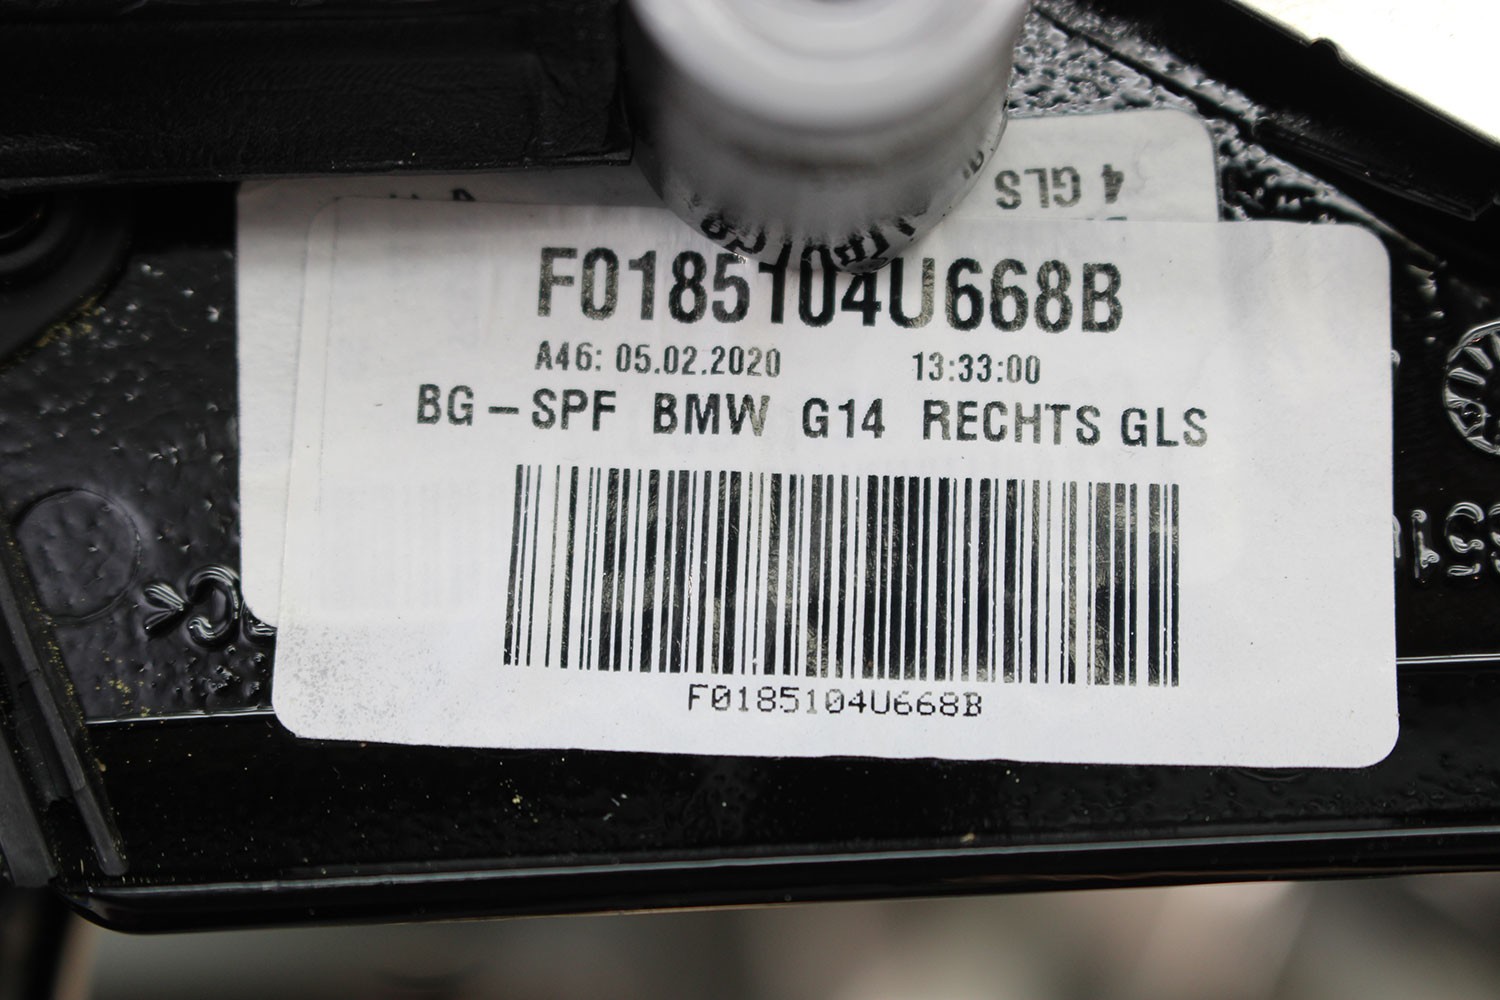 4 GLS
F0185104U668B
A46: 05.02.2020 13:33:00
BG-SPF BMW G14 RECHTS GLS
F0185104U668B